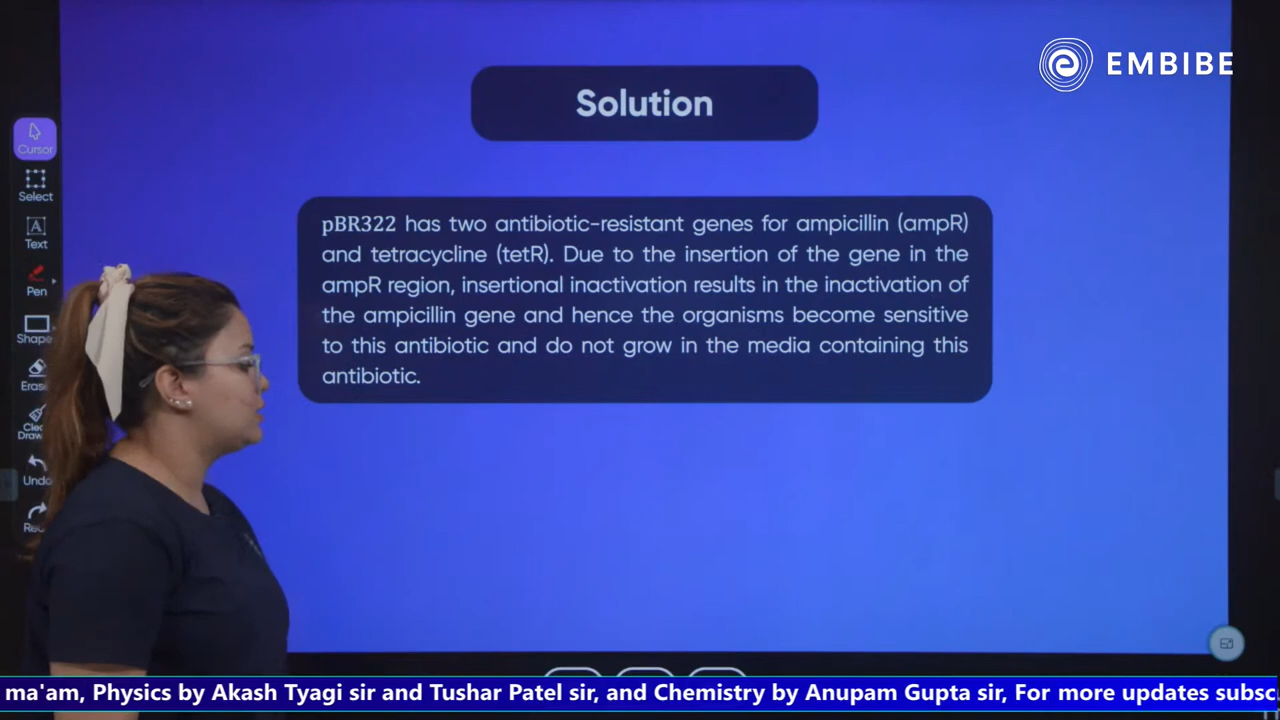 EMBIBE
Solution
Cursor
Select
Text
Pen
Shape
Undo
pBR322 has two antibiotic-resistant genes for ampicillin (ampR)
and tetracycline (tetR). Due to the insertion of the gene in the
ampR region, insertional inactivation results in the inactivation of
the ampicillin gene and hence the organisms become sensitive
to this antibiotic and do not grow in the media containing this
antibiotic.
ma'am, Physics by Akash Tyagi sir and Tushar Patel sir, and Chemistry by Anupam Gupta sir, For more updates